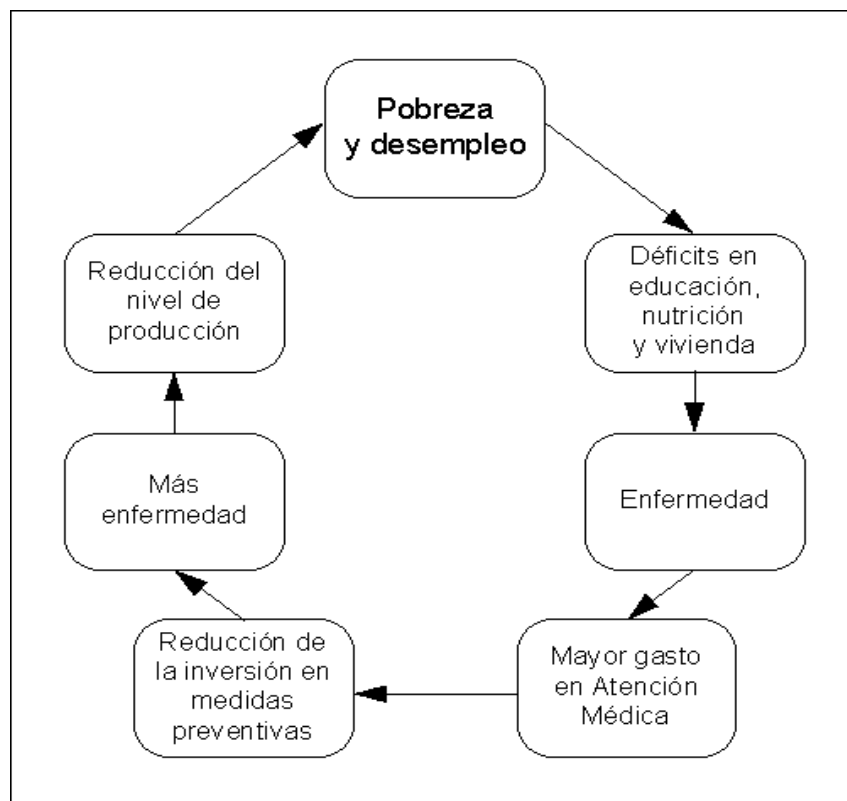 Pobreza
y desempleo
Déficits en
educación,
nutrición
y vivienda
Enfermedad
Mayor gasto
en Atención
Médica
Reducción de
la inversión en
medidas
preventivas
Más
enfermedad
Reducción del
nivel de
producción